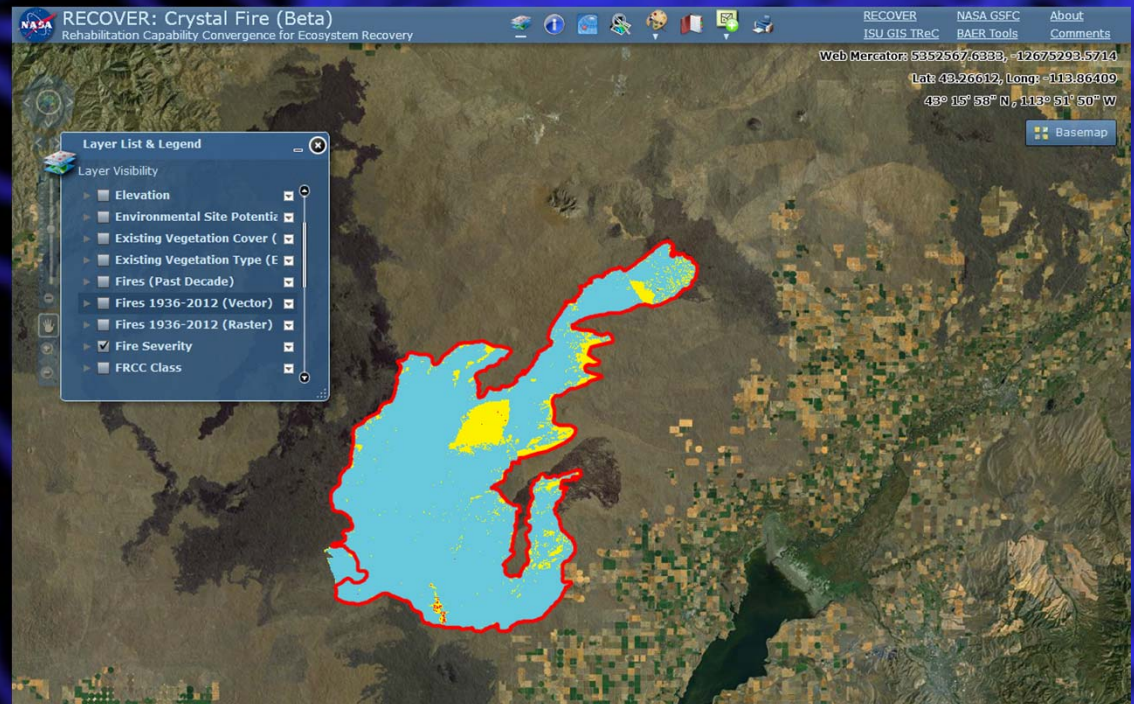 NASA
RECOVER: Crystal Fire (Beta)
Rehabilitation Capability Convergence for Ecosystem Recovery
RECOVER NASA GSFC About
ISU GIS TReC BAER Tools Comments
Web Mercator: 5352567.6333, -12675293.5714
Lat: 43.26612, Long: -113.86409
43° 15' 58" N , 113° 51' 50" W
Basemap
Layer List & Legend
Layer Visibility
Elevation
Environmental Site Potentia
Existing Vegetation Cover (
Existing Vegetation Type (E
Fires (Past Decade)
Fires 1936-2012 (Vector)
Fires 1936-2012 (Raster)
Fire Severity
FRCC Class